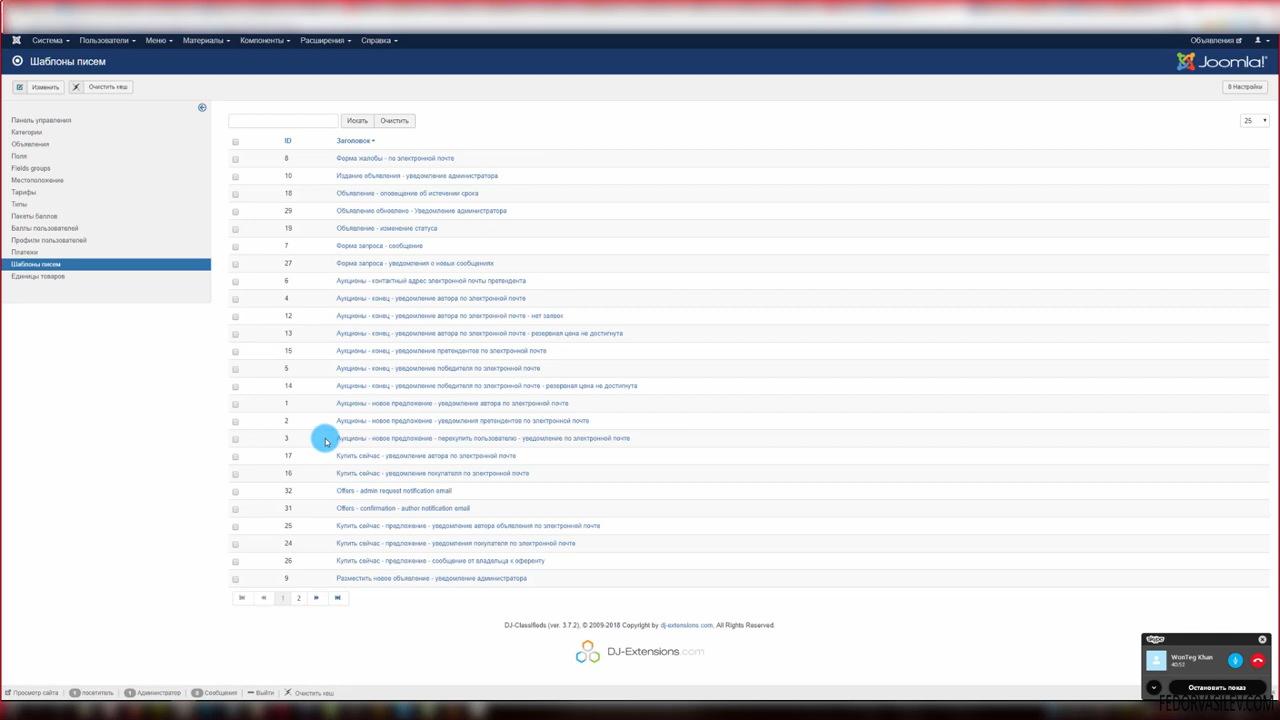 Система Пользователи Меню Материалы Компоненты Расширения Справка Объявления
Шаблоны писем Joomla!
Изменить Очистить кеш 8 Настройки
Панель управления
Категории
Объявления
Поля
Fields groups
Местоположение
Тарифы
Типы
Пакеты баллов
Баллы пользователей
Профили пользователей
Платежи
Шаблоны писем
Единицы товаров
Искать Очистить 25
ID Заголовок
8 Форма жалобы - по электронной почте
10 Издание объявления - уведомление администратора
18 Объявление - оповещение об истечении срока
29 Объявление обновлено - Уведомление администратора
19 Объявление - изменение статуса
7 Форма запроса - сообщение
27 Форма запроса - уведомления о новых сообщениях
6 Аукционы - контактный адрес электронной почты претендента
4 Аукционы - конец - уведомление автора по электронной почте
12 Аукционы - конец - уведомление автора по электронной почте - нет заявок
13 Аукционы - конец - уведомление автора по электронной почте - резервная цена не достигнута
15 Аукционы - конец - уведомление претендентов по электронной почте
5 Аукционы - конец - уведомление победителя по электронной почте
14 Аукционы - конец - уведомление победителя по электронной почте - резервная цена не достигнута
1 Аукционы - новое предложение - уведомление автора по электронной почте
2 Аукционы - новое предложение - уведомления претендентов по электронной почте
3 Аукционы - новое предложение - перекупить пользователю - уведомление по электронной почте
17 Купить сейчас - уведомление автора по электронной почте
16 Купить сейчас - уведомление покупателя по электронной почте
32 Offers - admin request notification email
31 Offers - confirmation - author notification email
25 Купить сейчас - предложение - уведомление автора объявления по электронной почте
24 Купить сейчас - предложение - уведомления покупателя по электронной почте
26 Купить сейчас - предложение - сообщение от владельца к оференту
9 Разместить новое объявление - уведомление администратора
1 2
DJ-Classifieds (ver. 3.7.2), © 2009-2018 Copyright by dj-extensions.com, All Rights Reserved.
DJ-Extensions.com
skype
WonTeg Khan
40:52
Остановить показ
Просмотр сайта 1 посетитель 1 Администратор 0 Сообщения Выйти Очистить кеш
FEDORVASILEV.COM